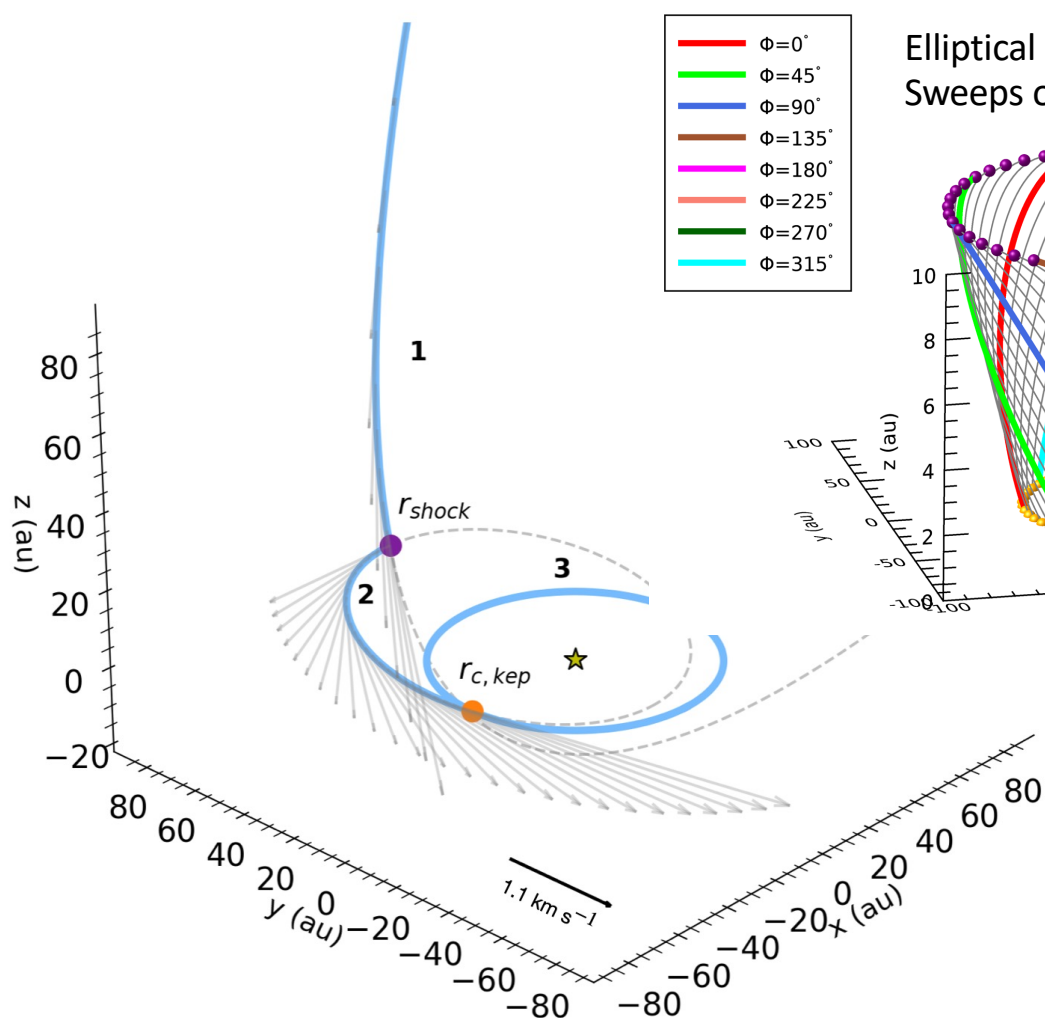 Φ=0°
Φ=45°
Φ=90°
Φ=135°
Φ=180°
Φ=225°
Φ=270°
Φ=315°
Elliptical
Sweeps
1
r_shock
2
3
r_c, kep
z (au)
80
60
40
20
0
−20
80
60
40
20
0
−20
−40
−60
−80
y (au)
1.1 km s⁻¹
−80
−60
−40
−20
0
20
40
60
80
x (au)
10
8
6
4
2
0
z (au)
100
50
0
-50
-100
y(au)
-100